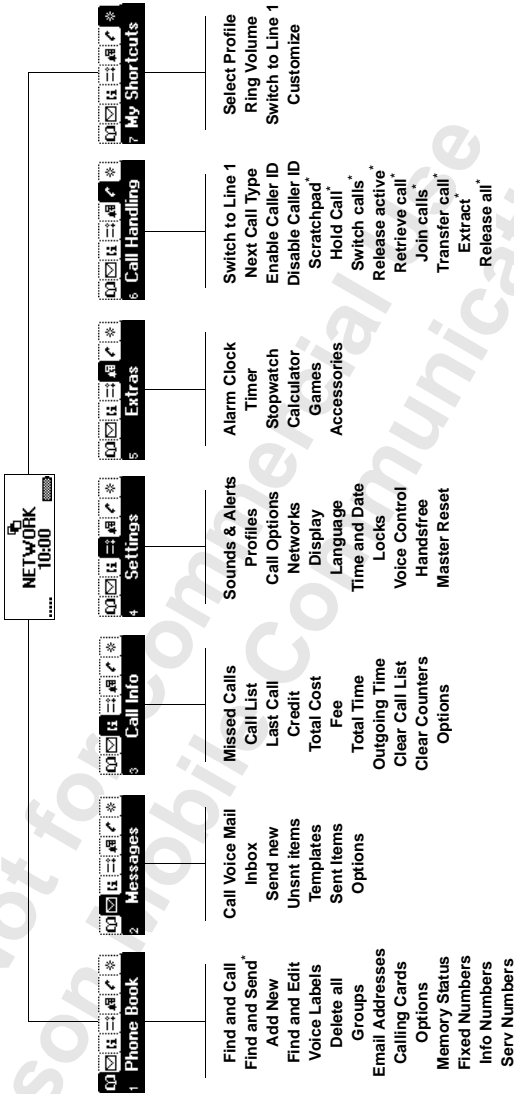 NETWORK
10:00
1 Phone Book
Find and Call
Find and Send*
Add New
Find and Edit
Voice Labels
Delete all
Groups
Email Addresses
Calling Cards
Options
Memory Status
Fixed Numbers
Info Numbers
Serv Numbers
2 Messages
Call Voice Mail
Inbox
Send new
Unsnt items
Templates
Sent Items
Options
3 Call Info
Missed Calls
Call List
Last Call
Credit
Total Cost
Fee
Total Time
Outgoing Time
Clear Call List
Clear Counters
Options
4 Settings
Sounds & Alerts
Profiles
Call Options
Networks
Display
Language
Time and Date
Locks
Voice Control
Handsfree
Master Reset
5 Extras
Alarm Clock
Timer
Stopwatch
Calculator
Games
Accessories
6 Call Handling
Switch to Line 1
Next Call Type
Enable Caller ID
Disable Caller ID
Scratchpad*
Hold Call*
Switch calls*
Release active*
Retrieve call*
Join calls*
Transfer call*
Extract*
Release all*
7 My Shortcuts
Select Profile
Ring Volume
Switch to Line 1
Customize
Not for Commercial Use
son Mobile Communicati